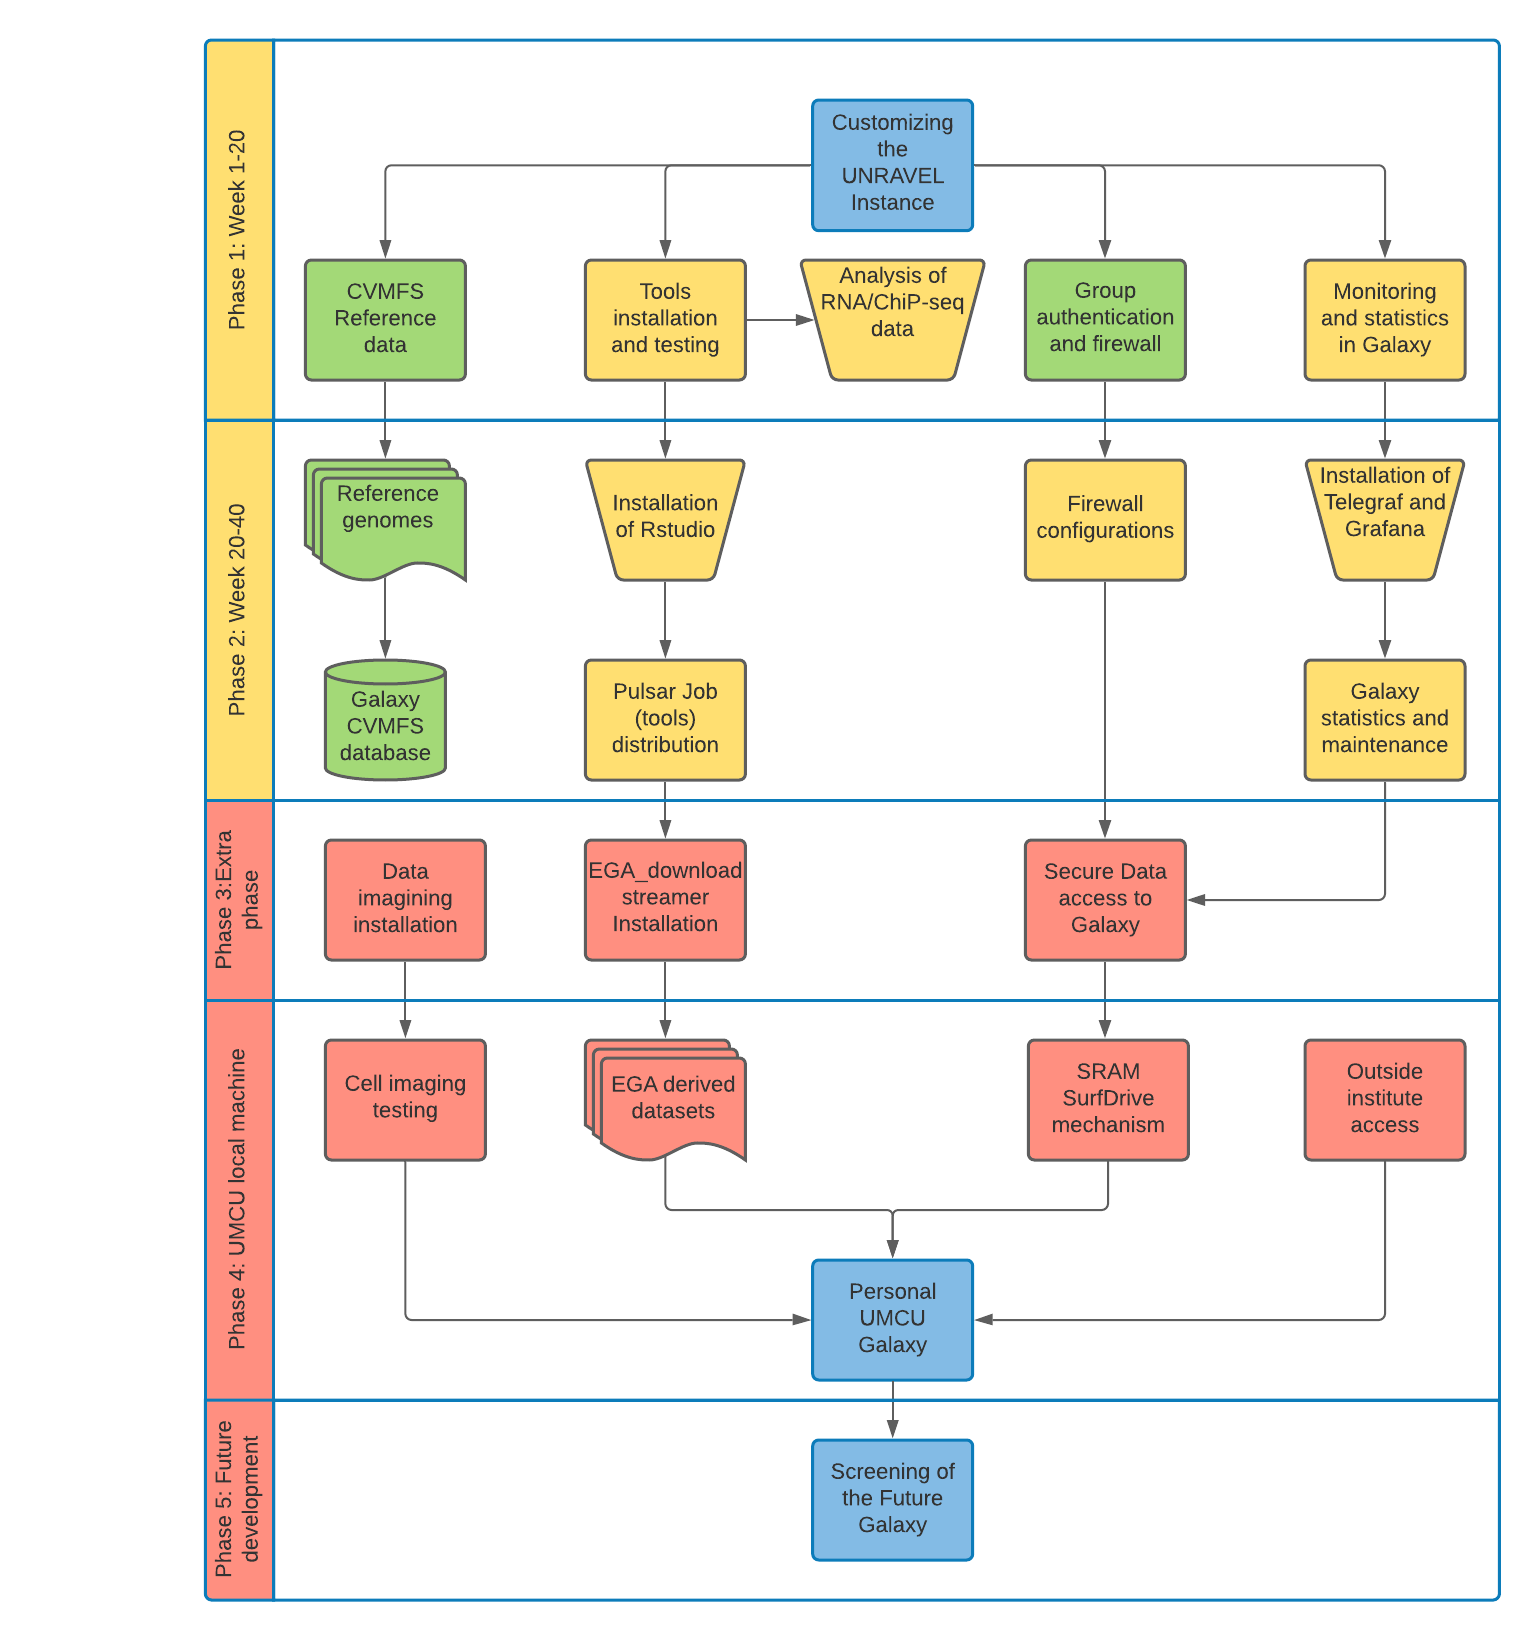 Phase 1: Week 1-20
Customizing
the
UNRAVEL
Instance
CVMFS
Reference
data
Tools
installation
and testing
Analysis of
RNA/ChiP-seq
data
Group
authentication
and firewall
Monitoring
and statistics
in Galaxy
Phase 2: Week 20-40
Reference
genomes
Installation
of Rstudio
Firewall
configurations
Installation of
Telegraf and
Grafana
Galaxy
CVMFS
database
Pulsar Job
(tools)
distribution
Galaxy
statistics and
maintenance
Phase 3:Extra
phase
Data
imagining
installation
EGA_download
streamer
Installation
Secure Data
access to
Galaxy
Phase 4: UMCU local machine
Cell imaging
testing
EGA derived
datasets
SRAM
SurfDrive
mechanism
Outside
institute
access
Personal
UMCU
Galaxy
Phase 5: Future
development
Screening of
the Future
Galaxy